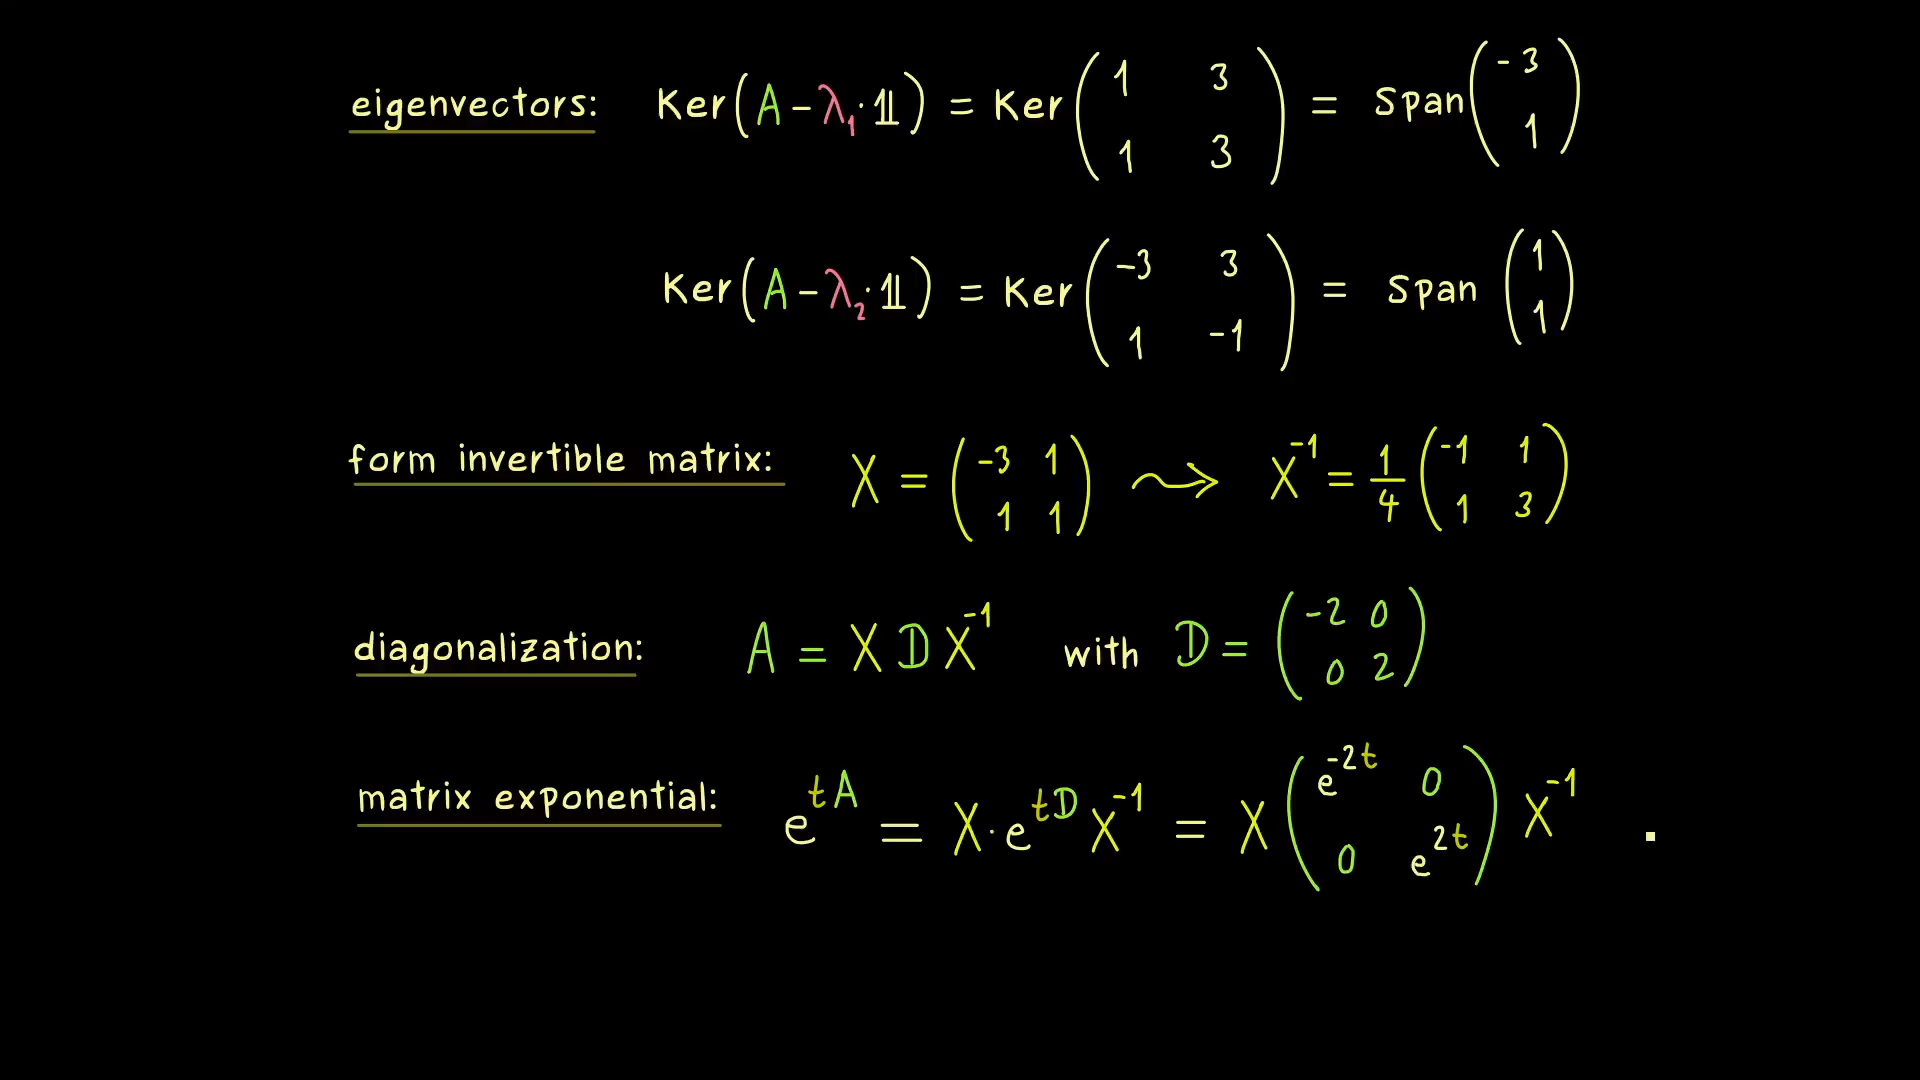 eigenvectors: Ker(A - λ₁·𝟙) = Ker( 1 3 ; 1 3 ) = Span( -3 ; 1 )
Ker(A - λ₂·𝟙) = Ker( -3 3 ; 1 -1 ) = Span( 1 ; 1 )
form invertible matrix: X = ( -3 1 ; 1 1 ) ⤳ X⁻¹ = 1/4 ( -1 1 ; 1 3 )
diagonalization: A = X D X⁻¹ with D = ( -2 0 ; 0 2 )
matrix exponential: e^{tA} = X · e^{tD} X⁻¹ = X ( e^{-2t} 0 ; 0 e^{2t} ) X⁻¹ .